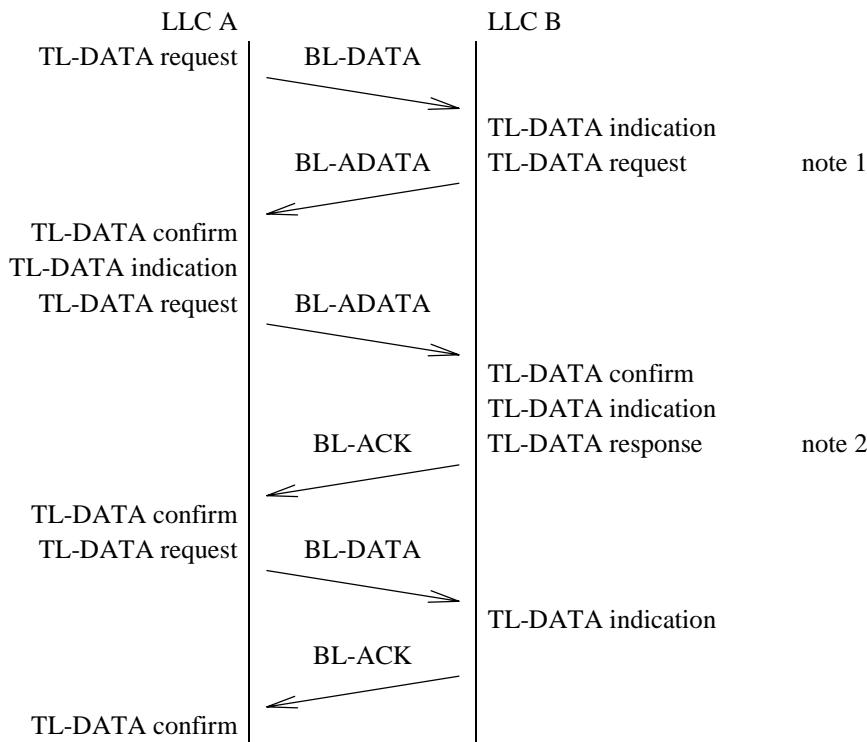 LLC A LLC B
TL-DATA request BL-DATA
TL-DATA indication
BL-ADATA TL-DATA request note 1
TL-DATA confirm
TL-DATA indication
TL-DATA request BL-ADATA
TL-DATA confirm
TL-DATA indication
BL-ACK TL-DATA response note 2
TL-DATA confirm
TL-DATA request BL-DATA
TL-DATA indication
BL-ACK
TL-DATA confirm